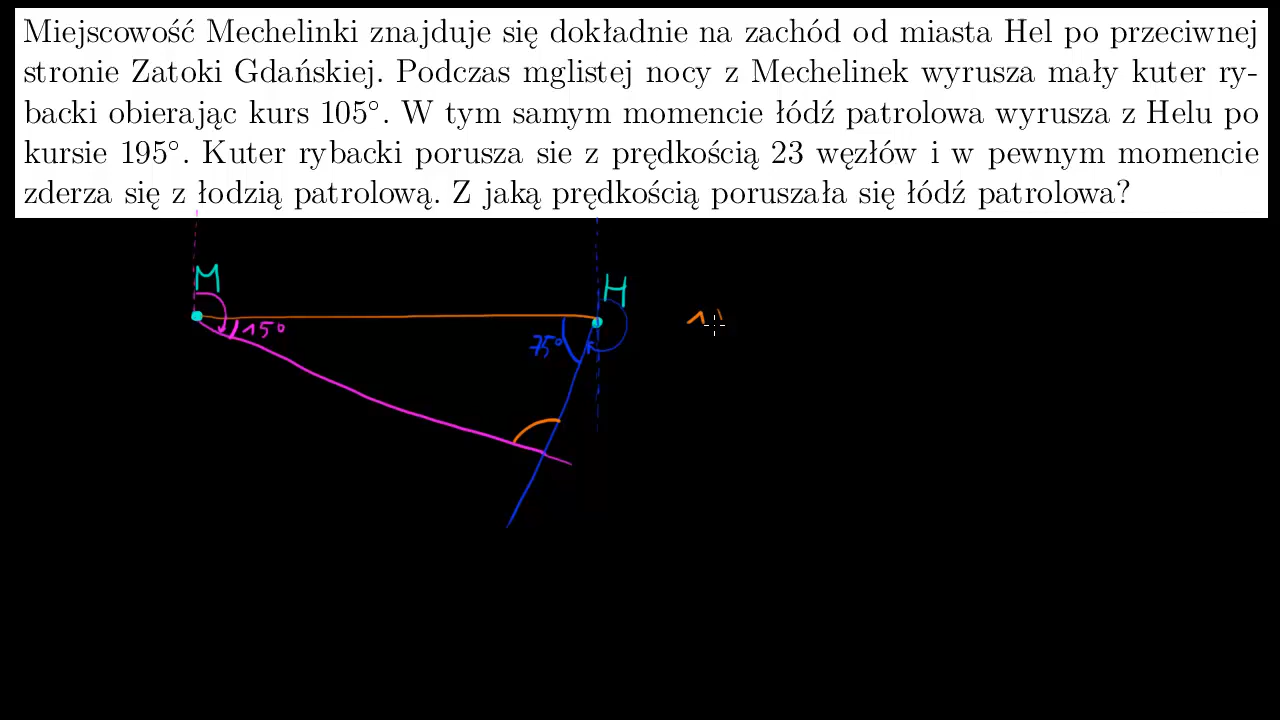 Miejscowość Mechelinki znajduje się dokładnie na zachód od miasta Hel po przeciwnej
stronie Zatoki Gdańskiej. Podczas mglistej nocy z Mechelinek wyrusza mały kuter ry-
backi obierając kurs 105°. W tym samym momencie łódź patrolowa wyrusza z Helu po
kursie 195°. Kuter rybacki porusza sie z prędkością 23 węzłów i w pewnym momencie
zderza się z łodzią patrolową. Z jaką prędkością poruszała się łódź patrolowa?
M
H
15°
75°